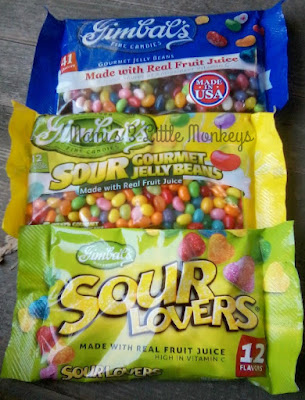 Gimbal's
FINE CANDIES
41
GOURMET JELLY BEANS
Made with Real Fruit Juice
MADE IN
USA
Mama B's Little Monkeys
Gimbal's
FINE CANDIES
12
SOUR GOURMET
JELLY BEANS
Made with Real Fruit Juice
Gimbal's
SOUR
LOVERS
MADE WITH REAL FRUIT JUICE
HIGH IN VITAMIN C
12
FLAVORS
SOUR LOVERS